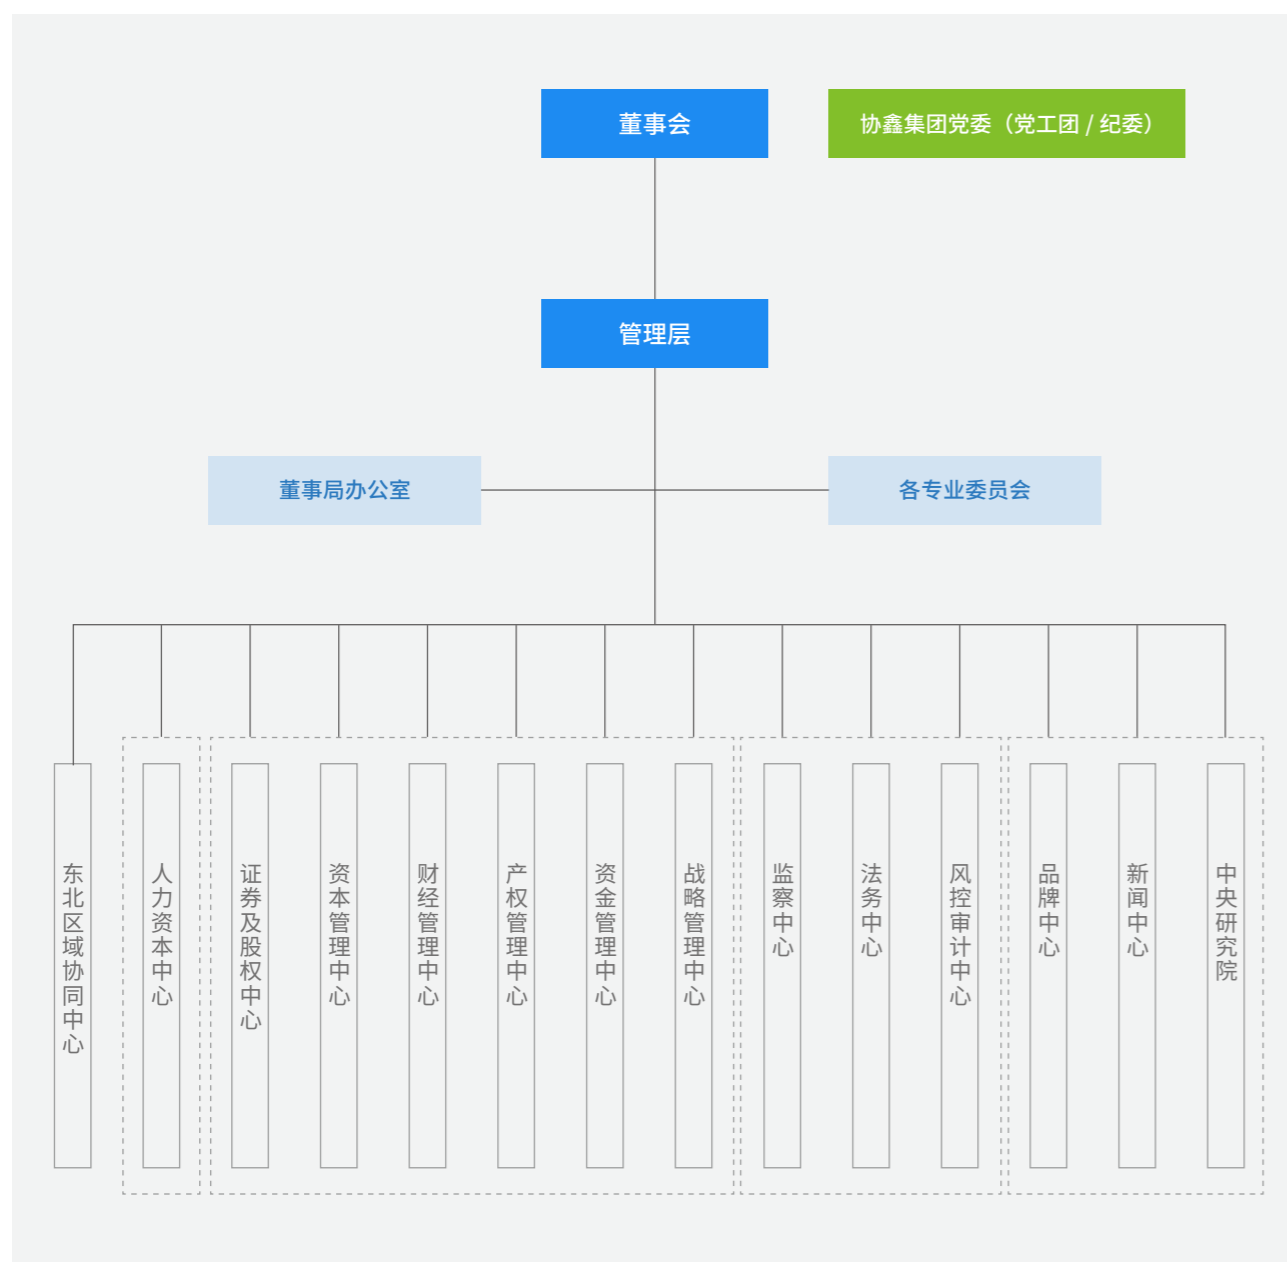 董事会
协鑫集团党委（党工团 / 纪委）
管理层
董事局办公室
各专业委员会
东北区域协同中心
人力资本中心
证券及股权中心
资本管理中心
财经管理中心
产权管理中心
资金管理中心
战略管理中心
监察中心
法务中心
风控审计中心
品牌中心
新闻中心
中央研究院